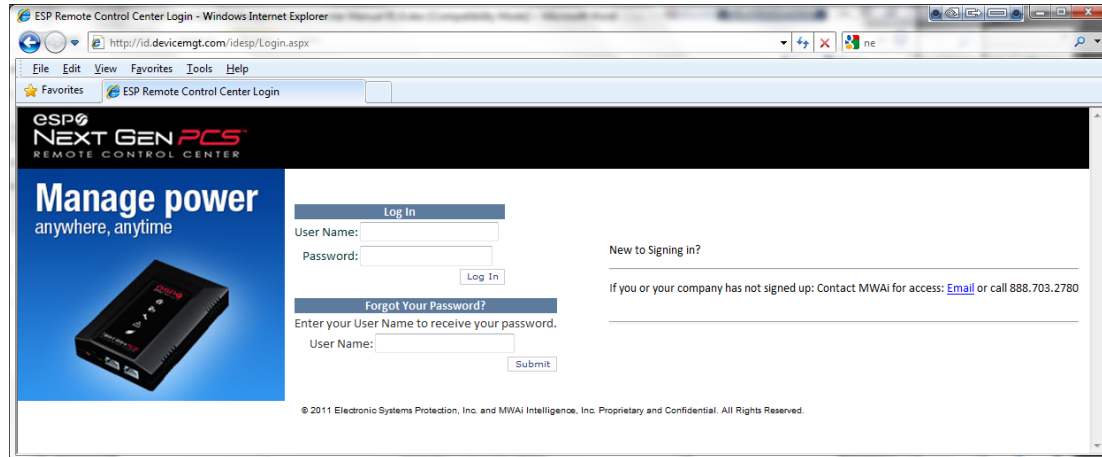 ESP Remote Control Center Login - Windows Internet Explorer
http://id.devicemgt.com/idesp/Login.aspx
ne
File Edit View Favorites Tools Help
Favorites ESP Remote Control Center Login
esp
NEXT GEN PCS
REMOTE CONTROL CENTER
Manage power
anywhere, anytime
Log In
User Name:
Password:
Log In
Forgot Your Password?
Enter your User Name to receive your password.
User Name:
Submit
New to Signing in?
If you or your company has not signed up: Contact MWAi for access: Email or call 888.703.2780
© 2011 Electronic Systems Protection, Inc. and MWAi Intelligence, Inc. Proprietary and Confidential. All Rights Reserved.